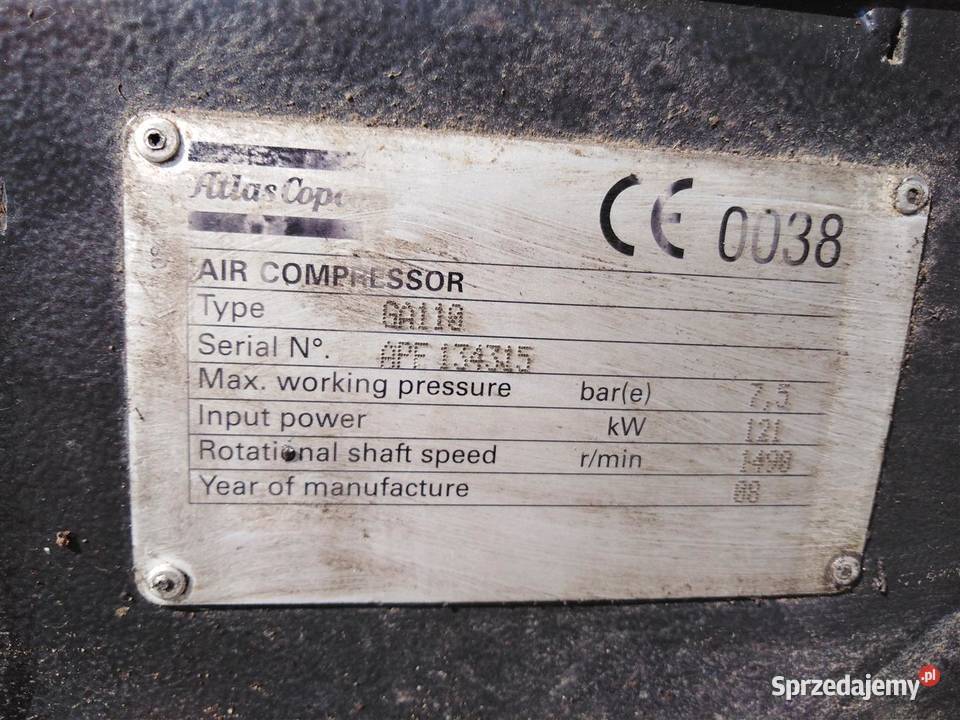 Atlas Copco
CE 0038
AIR COMPRESSOR
Type GA110
Serial N°. APF 134315
Max. working pressure bar(e) 7,5
Input power kW 121
Rotational shaft speed r/min 1490
Year of manufacture 08
Sprzedajemy.pl